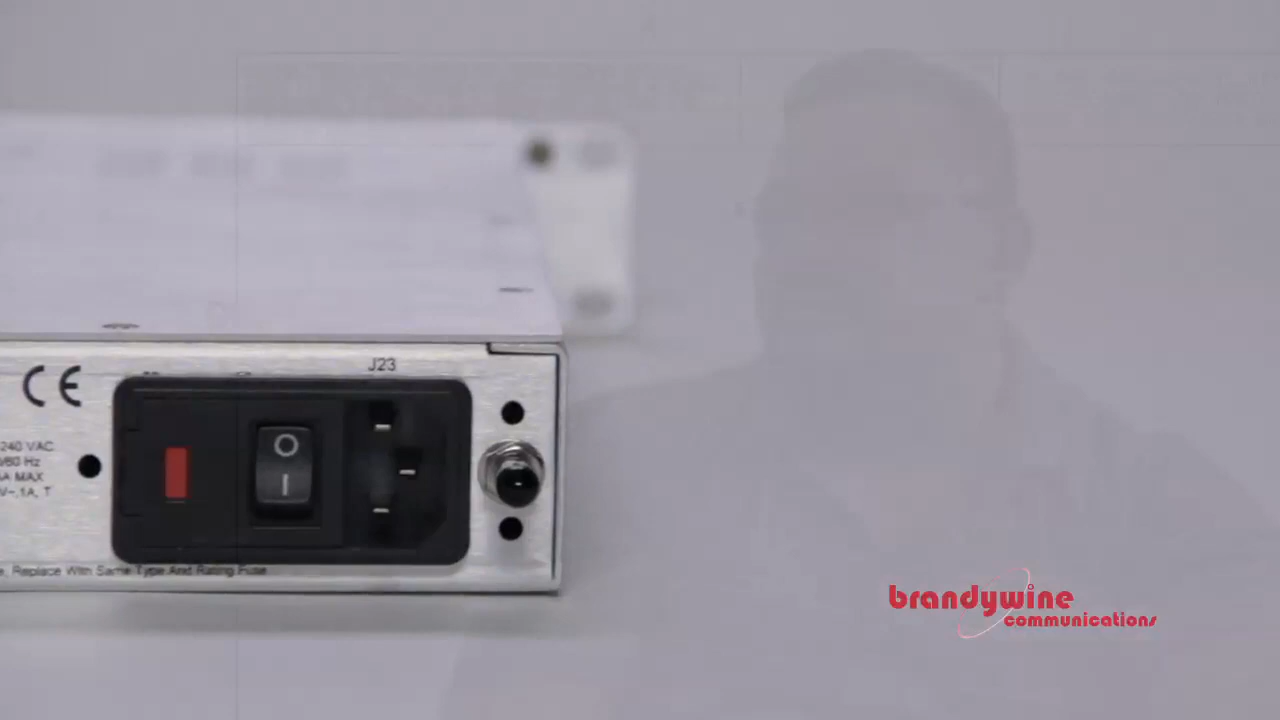 J23
CE
240 VAC
/60 Hz
A MAX
V~,1A, T
Replace With Same Type And Rating Fuse
brandywine
communications